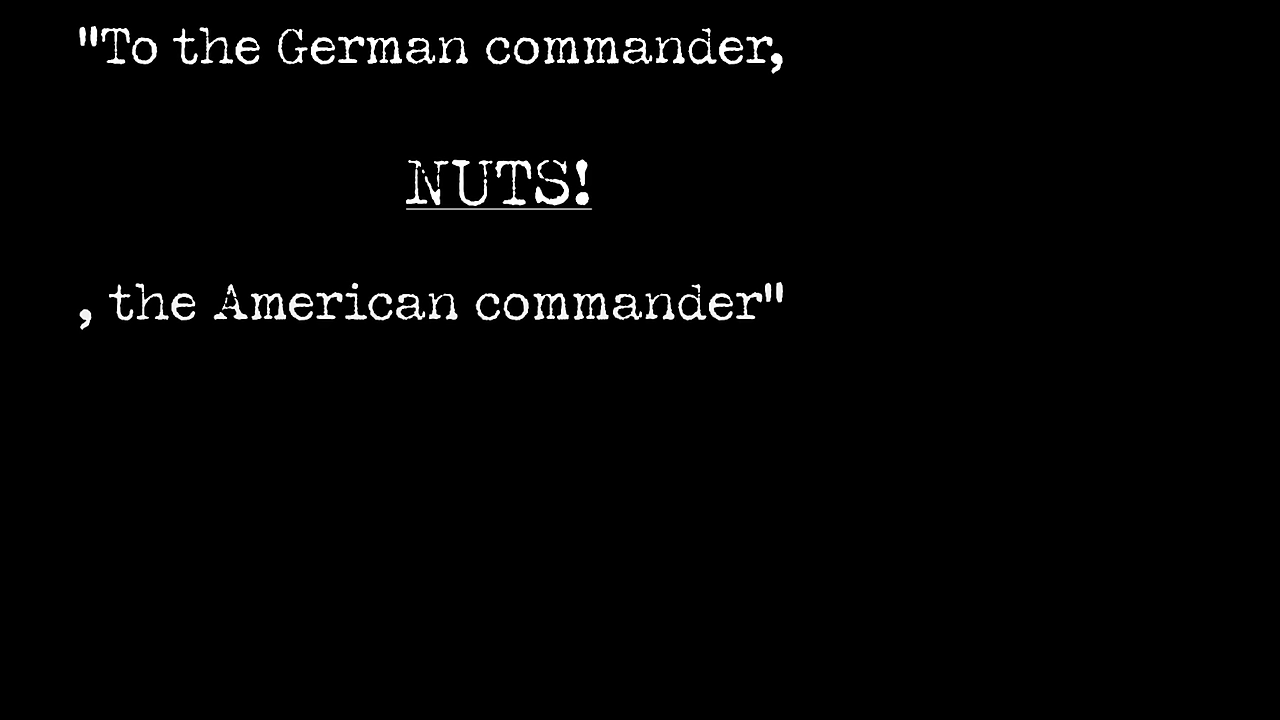 "To the German commander,
NUTS!
, the American commander"